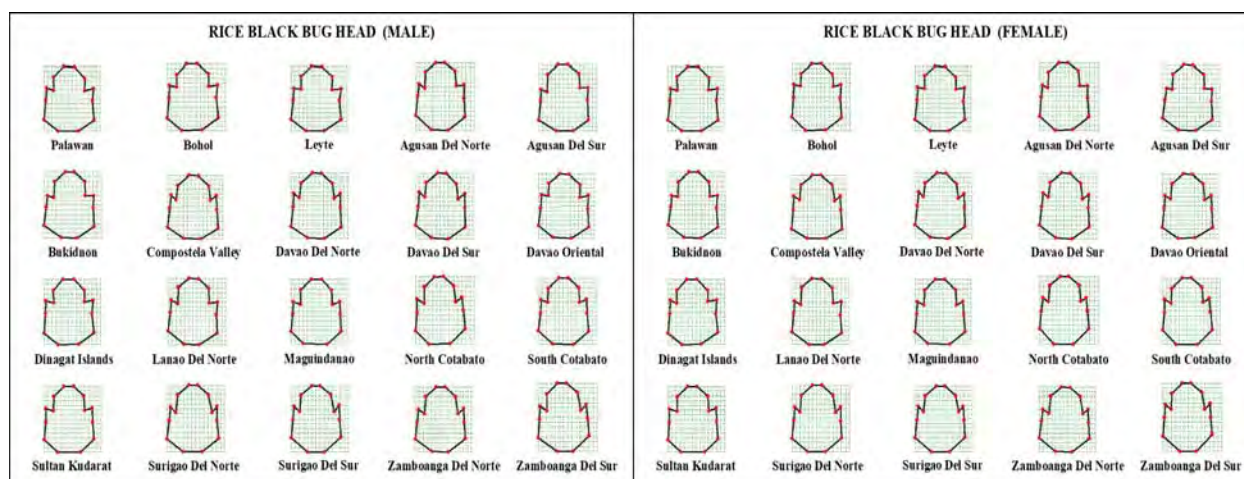 RICE BLACK BUG HEAD (MALE)
Palawan Bohol Leyte Agusan Del Norte Agusan Del Sur
Bukidnon Compostela Valley Davao Del Norte Davao Del Sur Davao Oriental
Dinagat Islands Lanao Del Norte Maguindanao North Cotabato South Cotabato
Sultan Kudarat Surigao Del Norte Surigao Del Sur Zamboanga Del Norte Zamboanga Del Sur
RICE BLACK BUG HEAD (FEMALE)
Palawan Bohol Leyte Agusan Del Norte Agusan Del Sur
Bukidnon Compostela Valley Davao Del Norte Davao Del Sur Davao Oriental
Dinagat Islands Lanao Del Norte Maguindanao North Cotabato South Cotabato
Sultan Kudarat Surigao Del Norte Surigao Del Sur Zamboanga Del Norte Zamboanga Del Sur